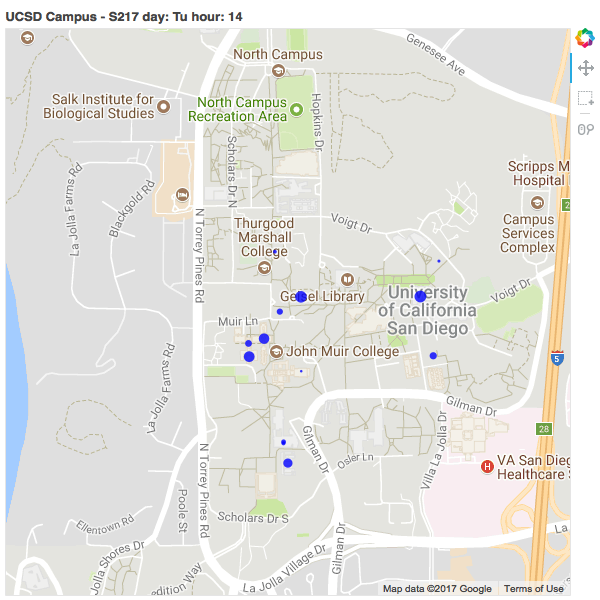 UCSD Campus - S217 day: Tu hour: 14
Genesee Ave
North Campus
Salk Institute for
Biological Studies
North Campus
Recreation Area
Hopkins Dr
Scholars Dr N
Scripps M
Hospital
La Jolla Farms Rd
Blackgold Rd
N Torrey Pines Rd
Thurgood
Marshall
College
Voigt Dr
Campus
Services
Complex
2
Geisel Library
University
of California
San Diego
Voigt Dr
Muir Ln
John Muir College
5
La Jolla Farms Rd
Gilman Dr
Gilman Dr
Villa La Jolla Dr
28
N Torrey Pines Rd
Osler Ln
H
VA San Dieg
Healthcare S
Poole St
Ellentown Rd
Scholars Dr S
La
La Jolla Shores Dr
Gilman Dr
La Jolla Village Dr
edition Way
Map data ©2017 Google
Terms of Use